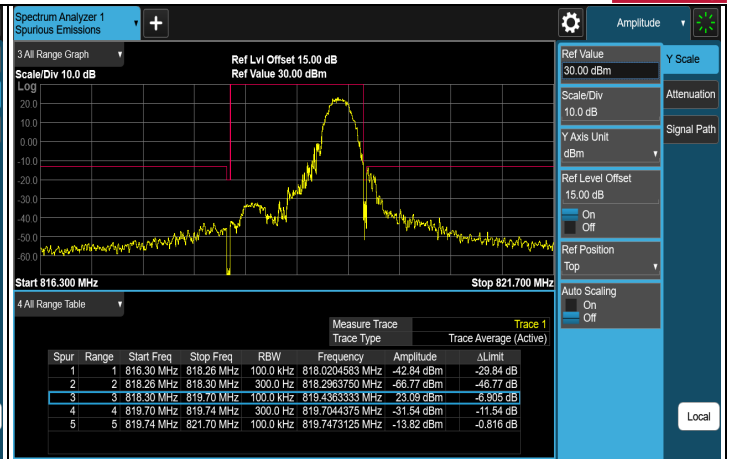 Spectrum Analyzer 1
Spurious Emissions
Amplitude
3 All Range Graph
Ref Lvl Offset 15.00 dB
Scale/Div 10.0 dB
Ref Value 30.00 dBm
Log
20.0
10.0
0.00
-10.0
-20.0
-30.0
-40.0
-50.0
-60.0
Start 816.300 MHz
Stop 821.700 MHz
4 All Range Table
Measure Trace Trace 1
Trace Type Trace Average (Active)
Spur Range Start Freq Stop Freq RBW Frequency Amplitude ΔLimit
1 1 816.30 MHz 818.26 MHz 100.0 kHz 818.0204583 MHz -42.84 dBm -29.84 dB
2 2 818.26 MHz 818.30 MHz 300.0 Hz 818.2963750 MHz -66.77 dBm -46.77 dB
3 3 818.30 MHz 819.70 MHz 100.0 kHz 819.4363333 MHz 23.09 dBm -6.905 dB
4 4 819.70 MHz 819.74 MHz 300.0 Hz 819.7044375 MHz -31.54 dBm -11.54 dB
5 5 819.74 MHz 821.70 MHz 100.0 kHz 819.7473125 MHz -13.82 dBm -0.816 dB
Ref Value
30.00 dBm
Scale/Div
10.0 dB
Y Axis Unit
dBm
Ref Level Offset
15.00 dB
On
Off
Ref Position
Top
Auto Scaling
On
Off
Y Scale
Attenuation
Signal Path
Local